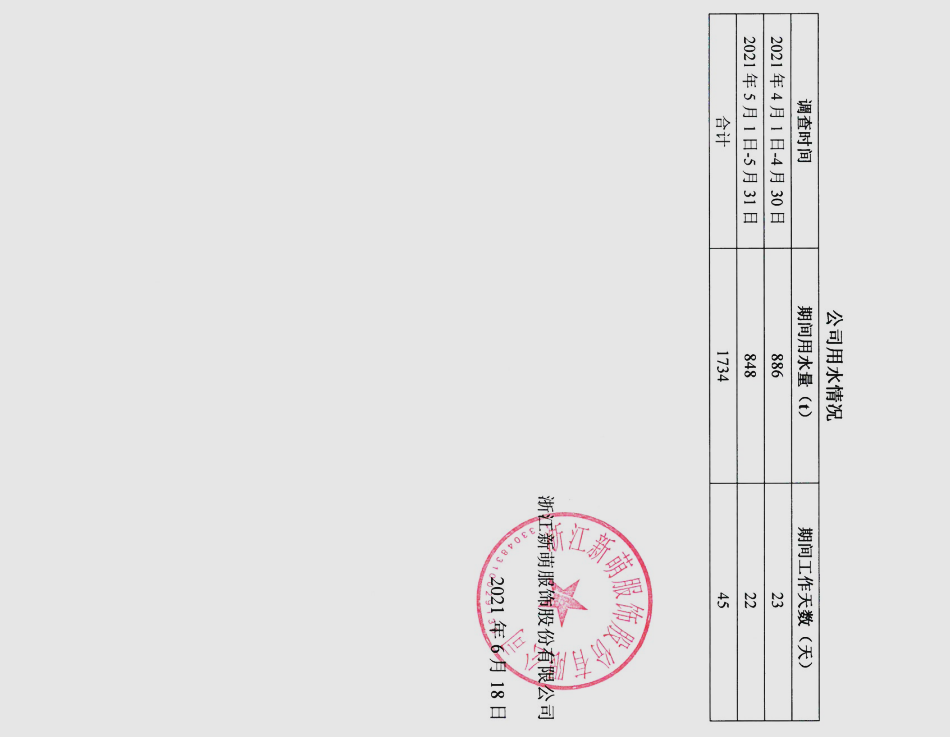 公司用水情况
调查时间 期间用水量（t） 期间工作天数（天）
2021 年 4 月 1 日-4 月 30 日 886 23
2021 年 5 月 1 日-5 月 31 日 848 22
合计 1734 45
浙江新萌服饰股份有限公司
2021 年 6 月 18 日
浙江新萌服饰股份有限公司